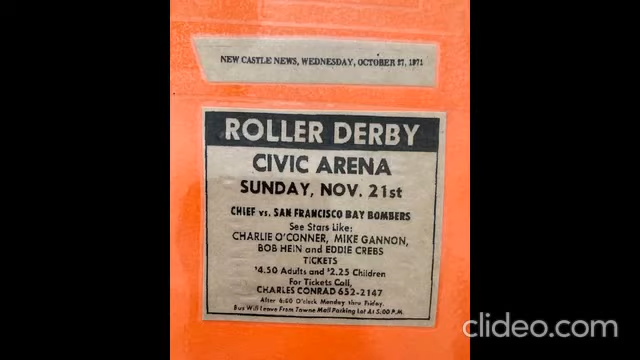 NEW CASTLE NEWS, WEDNESDAY, OCTOBER 27, 1971
ROLLER DERBY
CIVIC ARENA
SUNDAY, NOV. 21st
CHIEF vs. SAN FRANCISCO BAY BOMBERS
See Stars Like:
CHARLIE O'CONNER, MIKE GANNON,
BOB HEIN and EDDIE CREBS
TICKETS
$4.50 Adults and $2.25 Children
For Tickets Call,
CHARLES CONRAD 652-2147
After 6:00 O'clock Monday thru Friday.
Bus Will Leave From Towne Mall Parking Lot At 5:00 P.M.
clideo.com